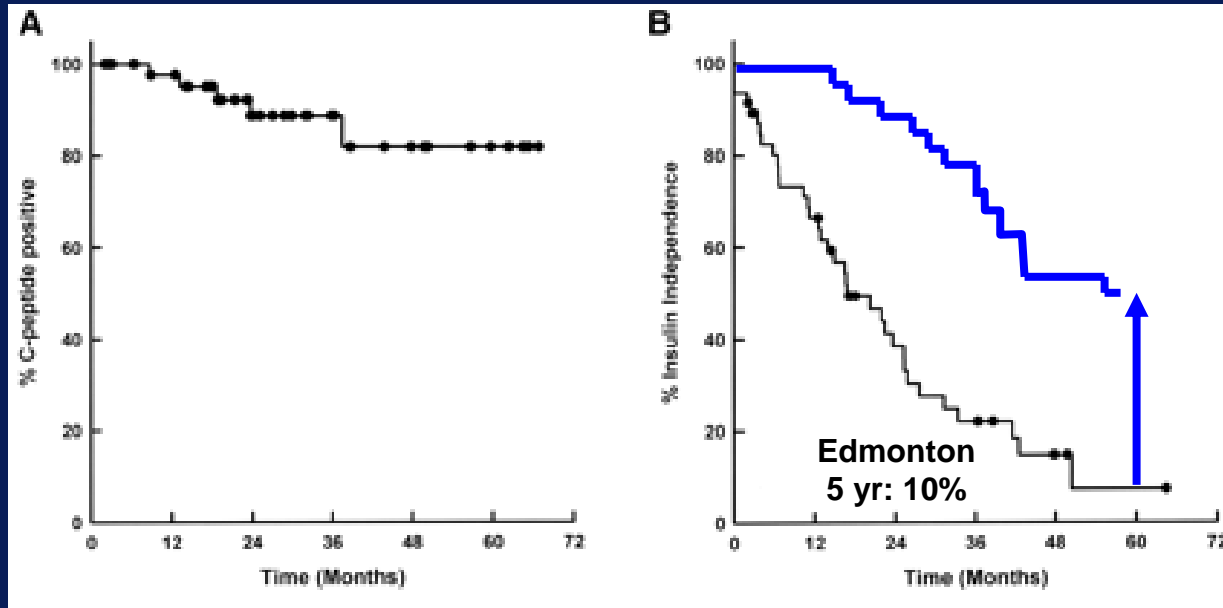 A
% C-peptide positive
100
80
60
40
20
0
0 12 24 36 48 60 72
Time (Months)
B
% Insulin Independence
100
80
60
40
20
0
0 12 24 36 48 60 72
Time (Months)
Edmonton
5 yr: 10%